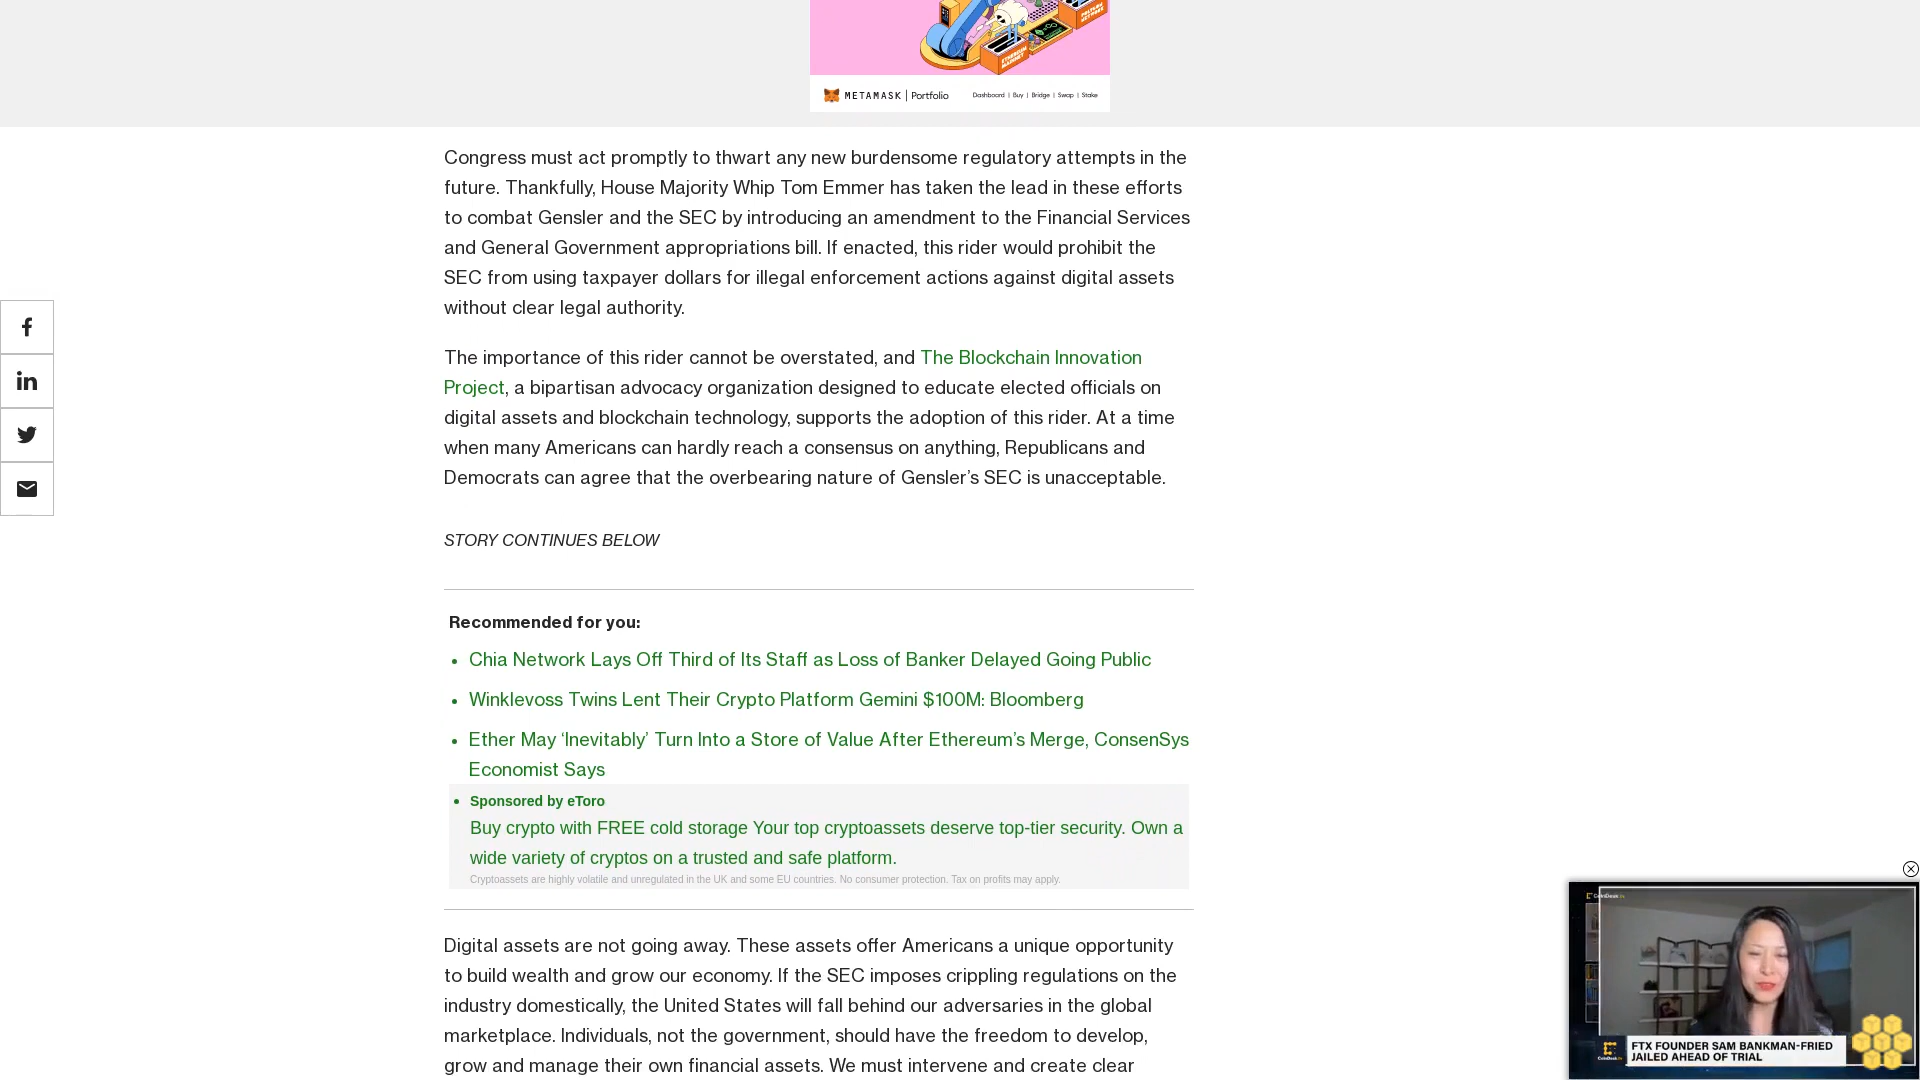 POLYGON NETWORK
ETHEREUM MAINNET
METAMASK | Portfolio
Dashboard | Buy | Bridge | Swap | Stake
Congress must act promptly to thwart any new burdensome regulatory attempts in the
future. Thankfully, House Majority Whip Tom Emmer has taken the lead in these efforts
to combat Gensler and the SEC by introducing an amendment to the Financial Services
and General Government appropriations bill. If enacted, this rider would prohibit the
SEC from using taxpayer dollars for illegal enforcement actions against digital assets
without clear legal authority.
The importance of this rider cannot be overstated, and The Blockchain Innovation
Project, a bipartisan advocacy organization designed to educate elected officials on
digital assets and blockchain technology, supports the adoption of this rider. At a time
when many Americans can hardly reach a consensus on anything, Republicans and
Democrats can agree that the overbearing nature of Gensler’s SEC is unacceptable.
STORY CONTINUES BELOW
Recommended for you:
• Chia Network Lays Off Third of Its Staff as Loss of Banker Delayed Going Public
• Winklevoss Twins Lent Their Crypto Platform Gemini $100M: Bloomberg
• Ether May ‘Inevitably’ Turn Into a Store of Value After Ethereum’s Merge, ConsenSys
Economist Says
• Sponsored by eToro
Buy crypto with FREE cold storage Your top cryptoassets deserve top-tier security. Own a
wide variety of cryptos on a trusted and safe platform.
Cryptoassets are highly volatile and unregulated in the UK and some EU countries. No consumer protection. Tax on profits may apply.
Digital assets are not going away. These assets offer Americans a unique opportunity
to build wealth and grow our economy. If the SEC imposes crippling regulations on the
industry domestically, the United States will fall behind our adversaries in the global
marketplace. Individuals, not the government, should have the freedom to develop,
grow and manage their own financial assets. We must intervene and create clear
CoinDesk tv
FTX FOUNDER SAM BANKMAN-FRIED
JAILED AHEAD OF TRIAL
CoinDesk tv